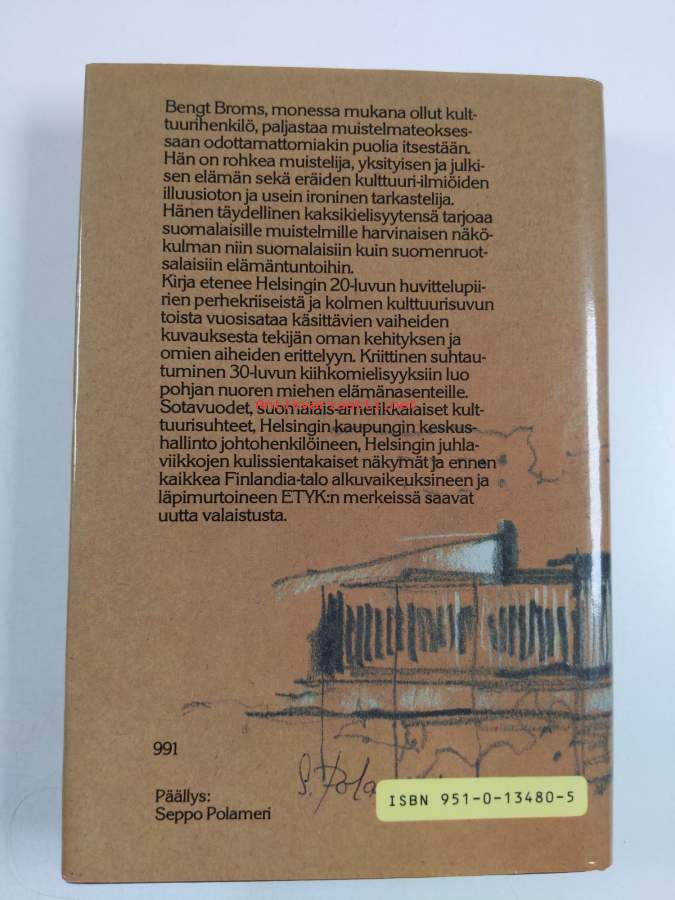 Bengt Broms, monessa mukana ollut kult-
tuurihenkilö, paljastaa muistelmateokses-
saan odottamattomiakin puolia itsestään.
Hän on rohkea muistelija, yksityisen ja julki-
sen elämän sekä eräiden kulttuuri-ilmiöiden
illuusioton ja usein ironinen tarkastelija.
Hänen täydellinen kaksikielisyytensä tarjoaa
suomalaisille muistelmille harvinaisen näkö-
kulman niin suomalaisiin kuin suomenruot-
salaisiin elämäntuntoihin.
Kirja etenee Helsingin 20-luvun huvittelupii-
rien perhekriiseistä ja kolmen kulttuurisuvun
toista vuosisataa käsittävien vaiheiden
kuvauksesta tekijän oman kehityksen ja
omien aiheiden erittelyyn. Kriittinen suhtau-
tuminen 30-luvun kiihkomielisyyksiin luo
pohjan nuoren miehen elämänasenteille.
Sotavuodet, suomalais-amerikkalaiset kult-
tuurisuhteet, Helsingin kaupungin keskus-
hallinto johtohenkilöineen, Helsingin juhla-
viikkojen kulissientakaiset näkymät ja ennen
kaikkea Finlandia-talo alkuvaikeuksineen ja
läpimurtoineen ETYK:n merkeissä saavat
uutta valaistusta.
991
Päällys:
Seppo Polameri
S. Pola
ISBN 951-0-13480-5